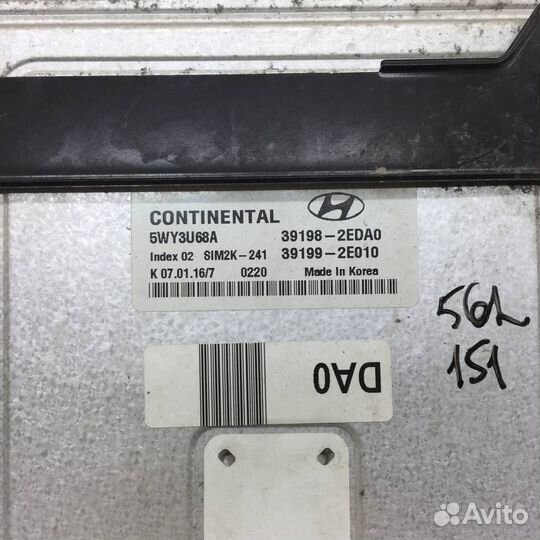 CONTINENTAL
5WY3U68A 39198-2EDA0
Index 02 SIM2K-241 39199-2E010
K 07.01.16/7 0220 Made In Korea
DA0
151
Avito